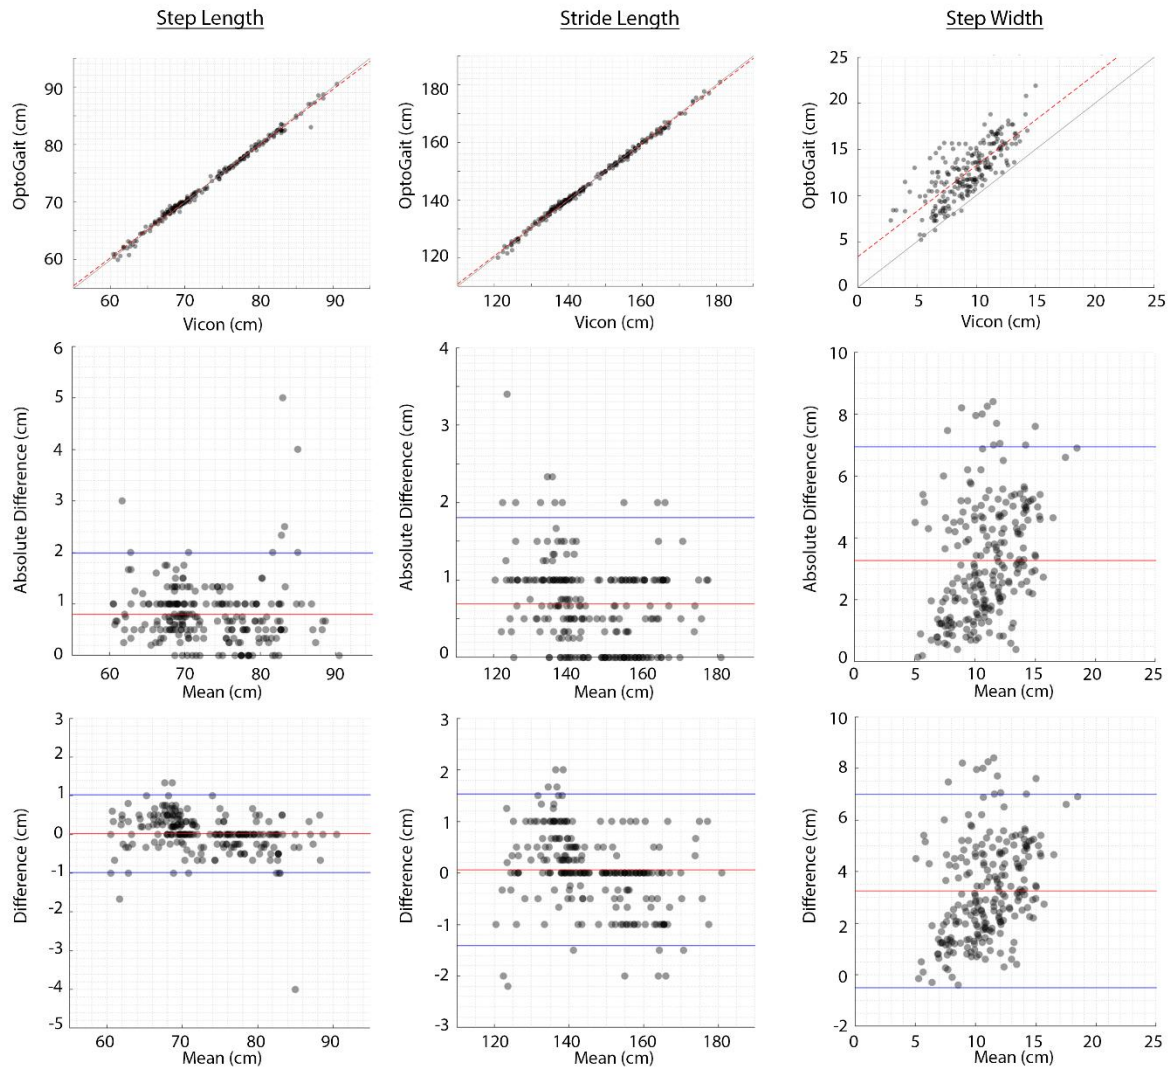 Step Length
Stride Length
Step Width
OptoGait (cm)
90
80
70
60
60 70 80 90
Vicon (cm)
OptoGait (cm)
180
160
140
120
120 140 160 180
Vicon (cm)
OptoGait (cm)
25
20
15
10
5
0
0 5 10 15 20 25
Vicon (cm)
Absolute Difference (cm)
6
5
4
3
2
1
0
60 70 80 90
Mean (cm)
Absolute Difference (cm)
4
3
2
1
0
120 140 160 180
Mean (cm)
Absolute Difference (cm)
10
8
6
4
2
0
0 5 10 15 20 25
Mean (cm)
Difference (cm)
3
2
1
0
-1
-2
-3
-4
-5
60 70 80 90
Mean (cm)
Difference (cm)
3
2
1
0
-1
-2
-3
120 140 160 180
Mean (cm)
Difference (cm)
10
8
6
4
2
0
-2
0 5 10 15 20 25
Mean (cm)